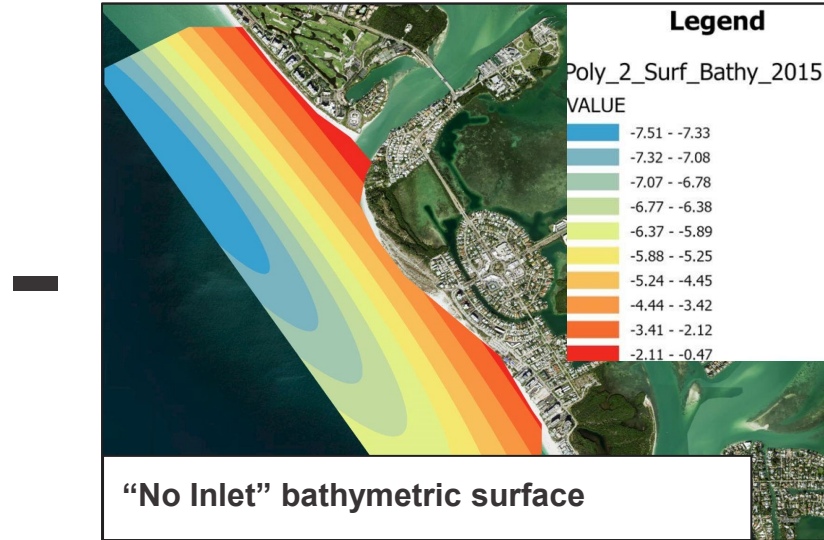 Legend
Poly_2_Surf_Bathy_2015
VALUE
-7.51 - -7.33
-7.32 - -7.08
-7.07 - -6.78
-6.77 - -6.38
-6.37 - -5.89
-5.88 - -5.25
-5.24 - -4.45
-4.44 - -3.42
-3.41 - -2.12
-2.11 - -0.47
“No Inlet” bathymetric surface